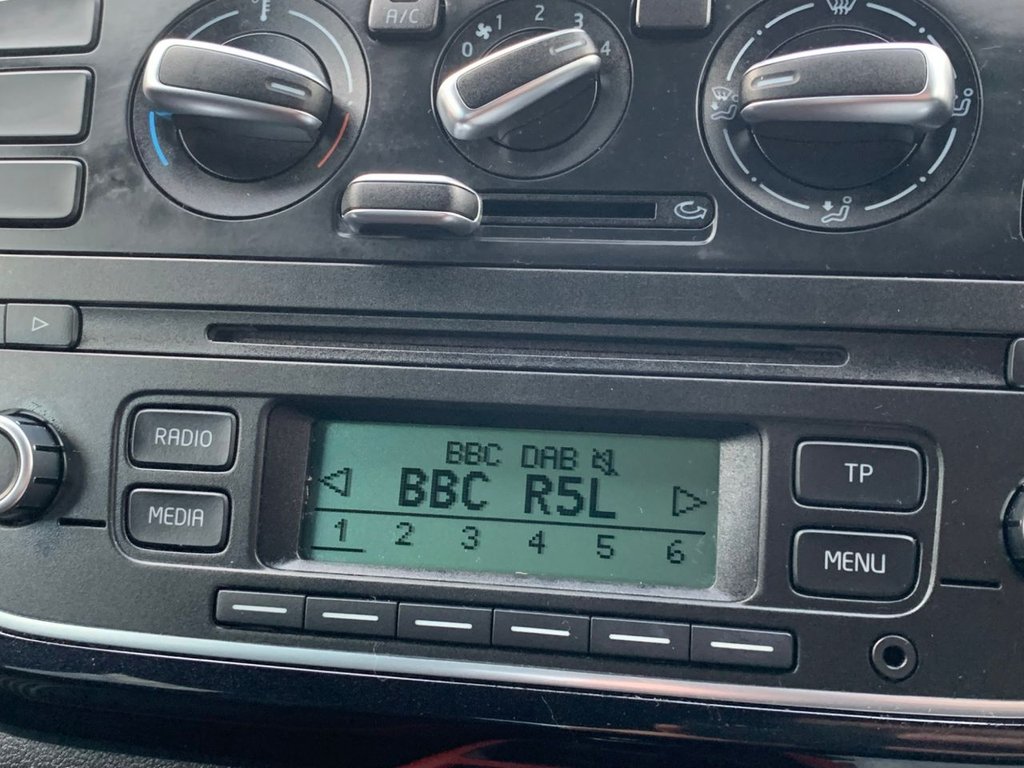 A/C
0 1 2 3 4
RADIO
MEDIA
BBC DAB
BBC R5L
1 2 3 4 5 6
TP
MENU